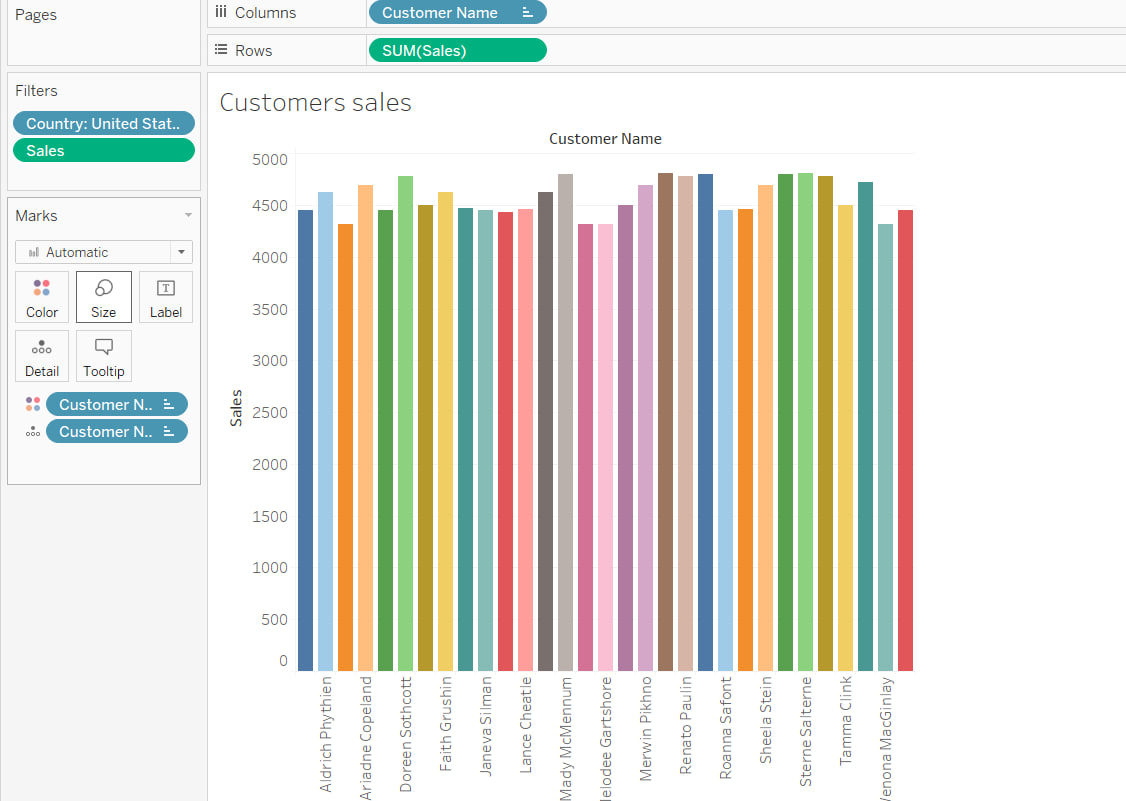 Pages
Columns
Customer Name
Rows
SUM(Sales)
Filters
Country: United Stat..
Sales
Marks
Automatic
Color
Size
Label
Detail
Tooltip
Customer N..
Customer N..
Customers sales
Customer Name
5000
4500
4000
3500
3000
2500
2000
1500
1000
500
0
Sales
Aldrich Phythien
Ariadne Copeland
Doreen Sothcott
Faith Grushin
Janeva Silman
Lance Cheatle
Mady McMennum
elodee Gartshore
Merwin Pikhno
Renato Paulin
Roanna Safont
Sheela Stein
Sterne Salterne
Tamma Clink
enona MacGinlay